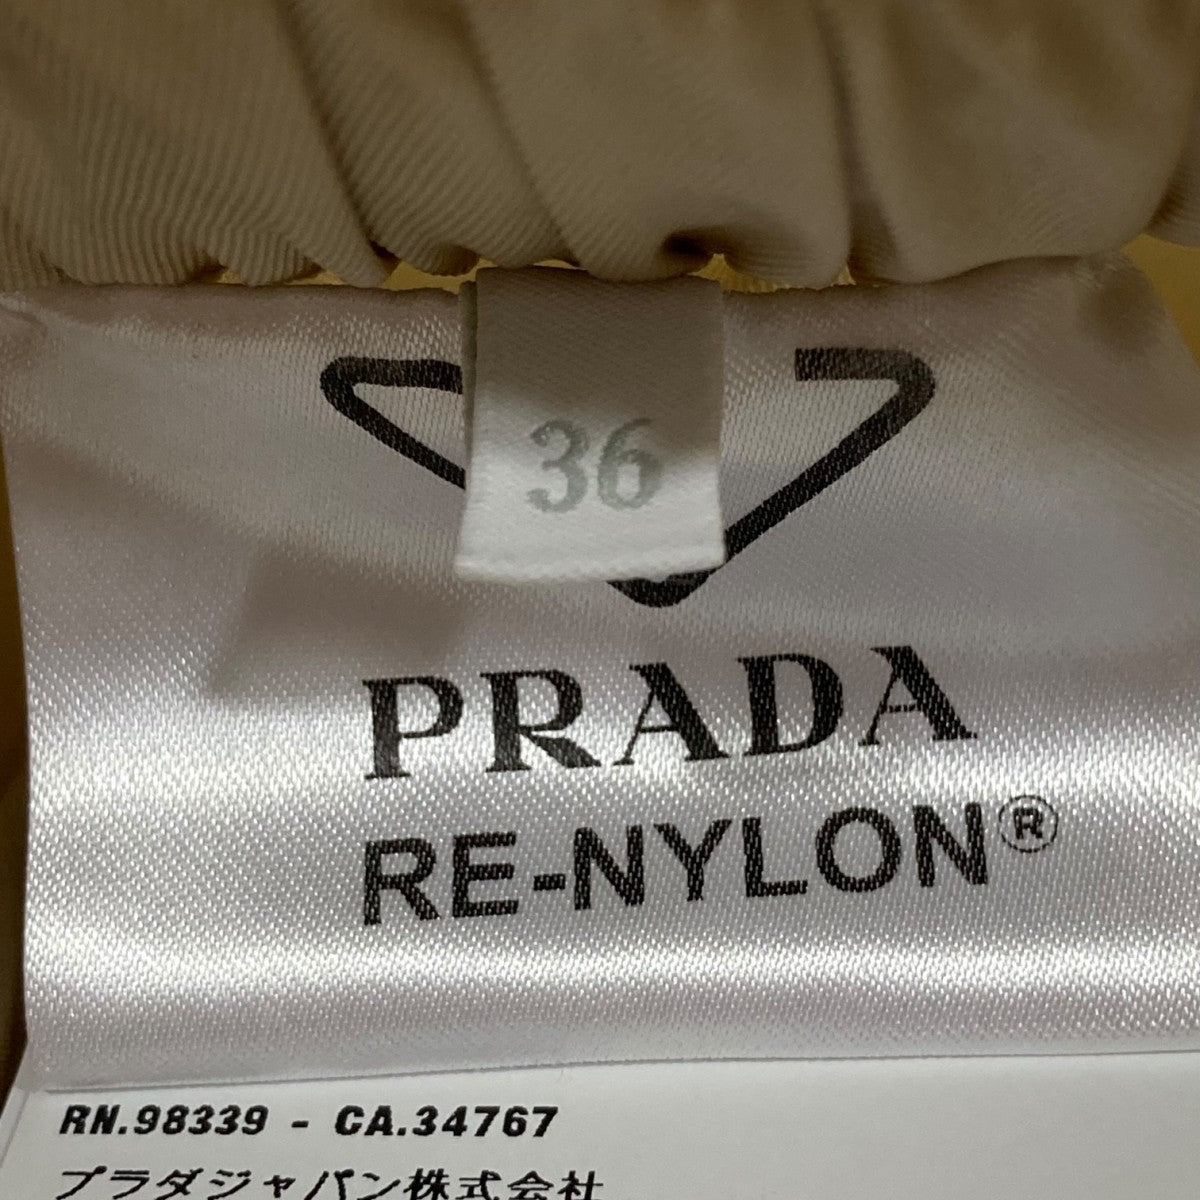 36
PRADA
RE-NYLON®
RN.98339 - CA.34767
プラダジャパン株式会社